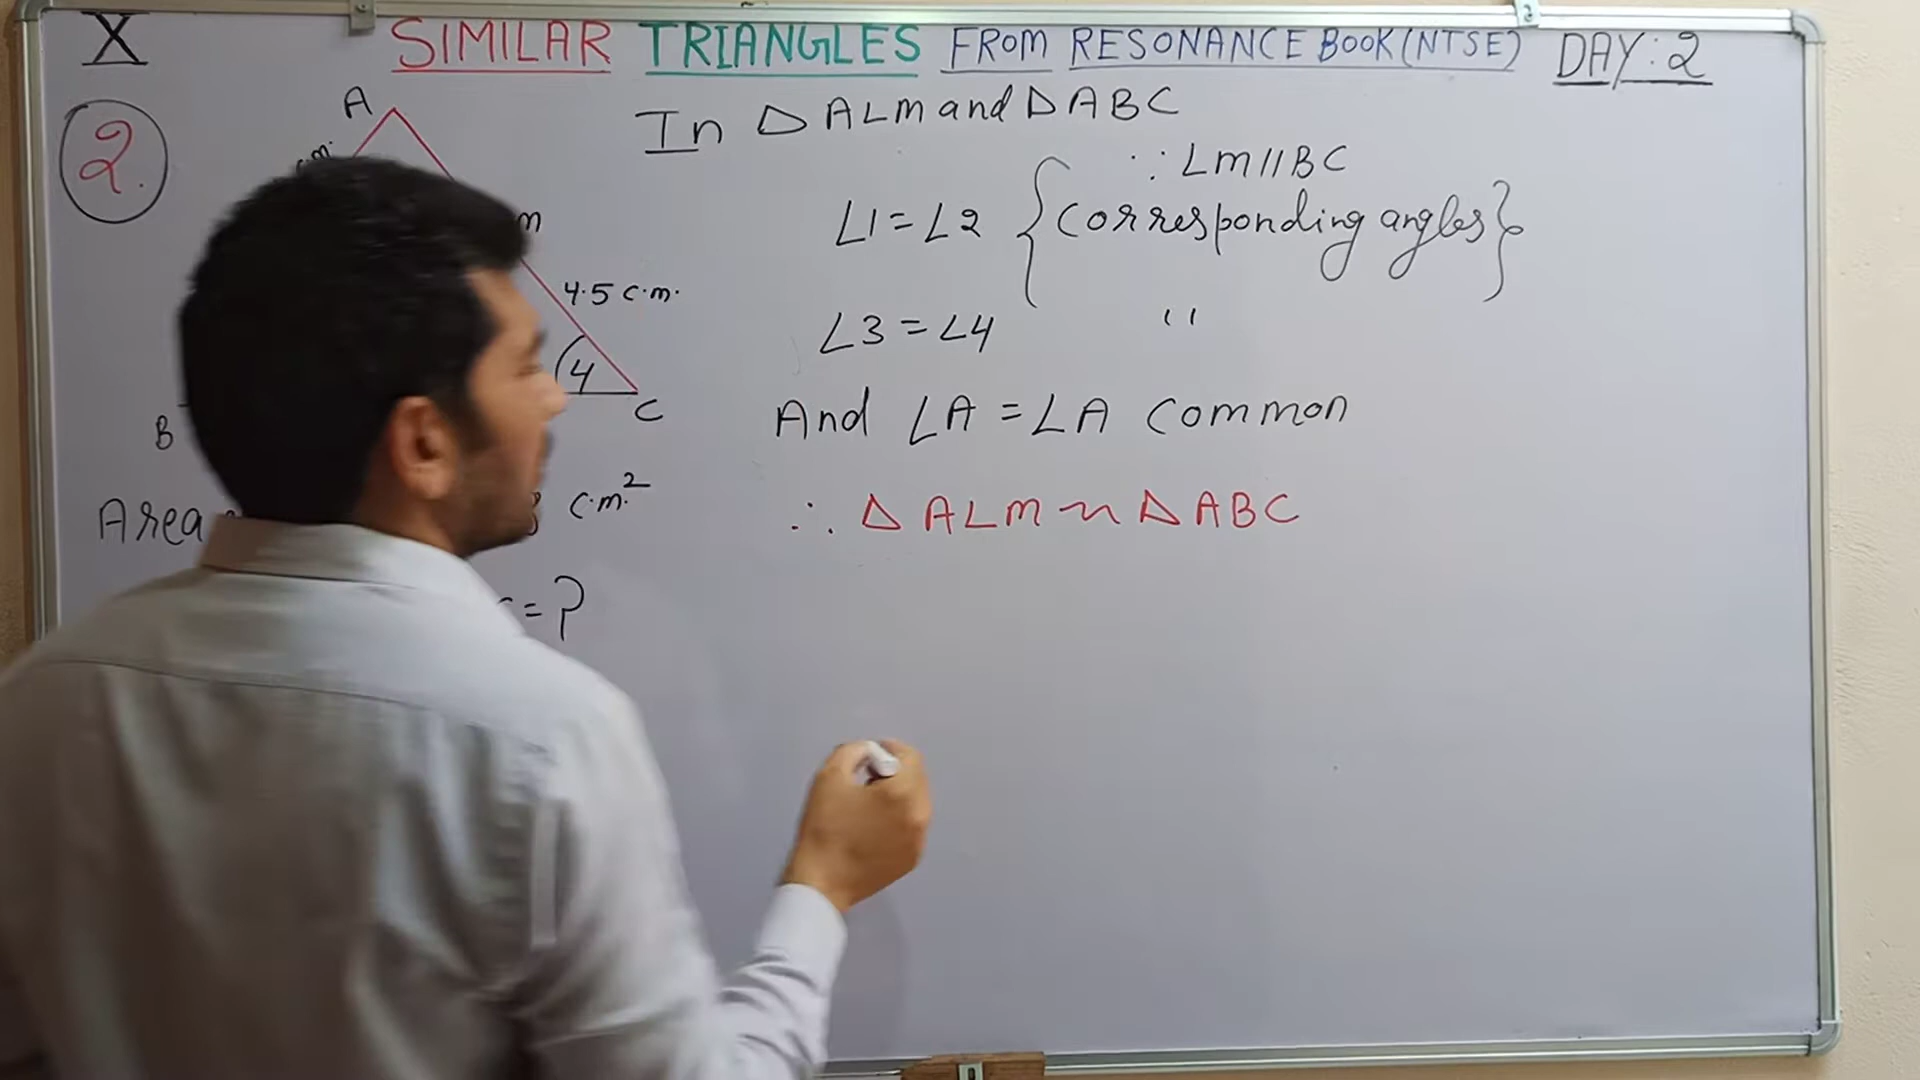 X
SIMILAR TRIANGLES FROM RESONANCE BOOK (NTSE) DAY: 2
2.
A
m
4.5 c.m.
4
B
C
Area
c.m.²
= ?
In △ ALM and △ ABC
∵ LM // BC
∠1 = ∠2 { Corresponding angles }
∠3 = ∠4 "
And ∠A = ∠A Common
∴ △ ALM ~ △ ABC